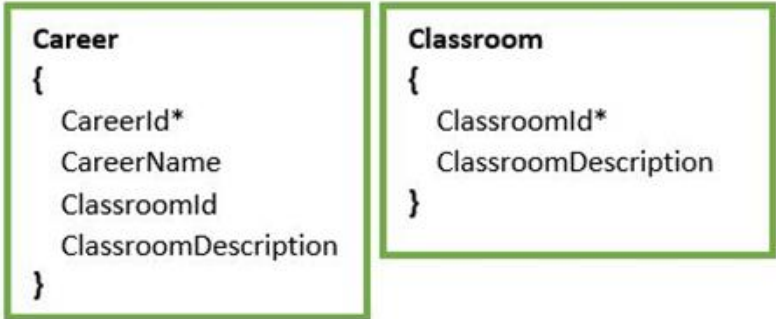 Career
{
CareerId*
CareerName
ClassroomId
ClassroomDescription
}
Classroom
{
ClassroomId*
ClassroomDescription
}